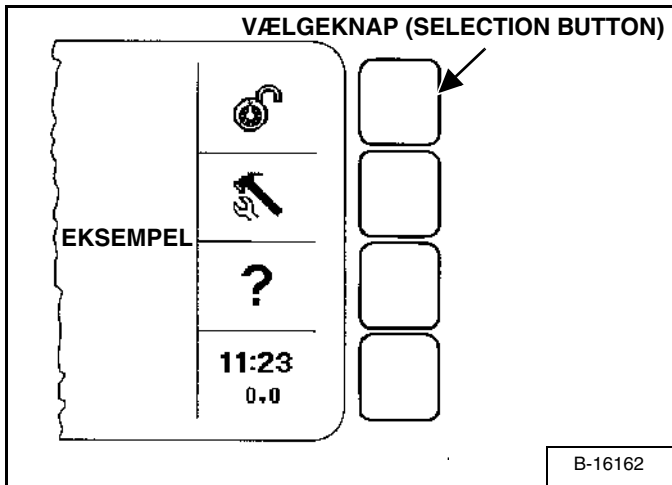 VÆLGEKNAP (SELECTION BUTTON)
EKSEMPEL
?
11:23
0.0
B-16162